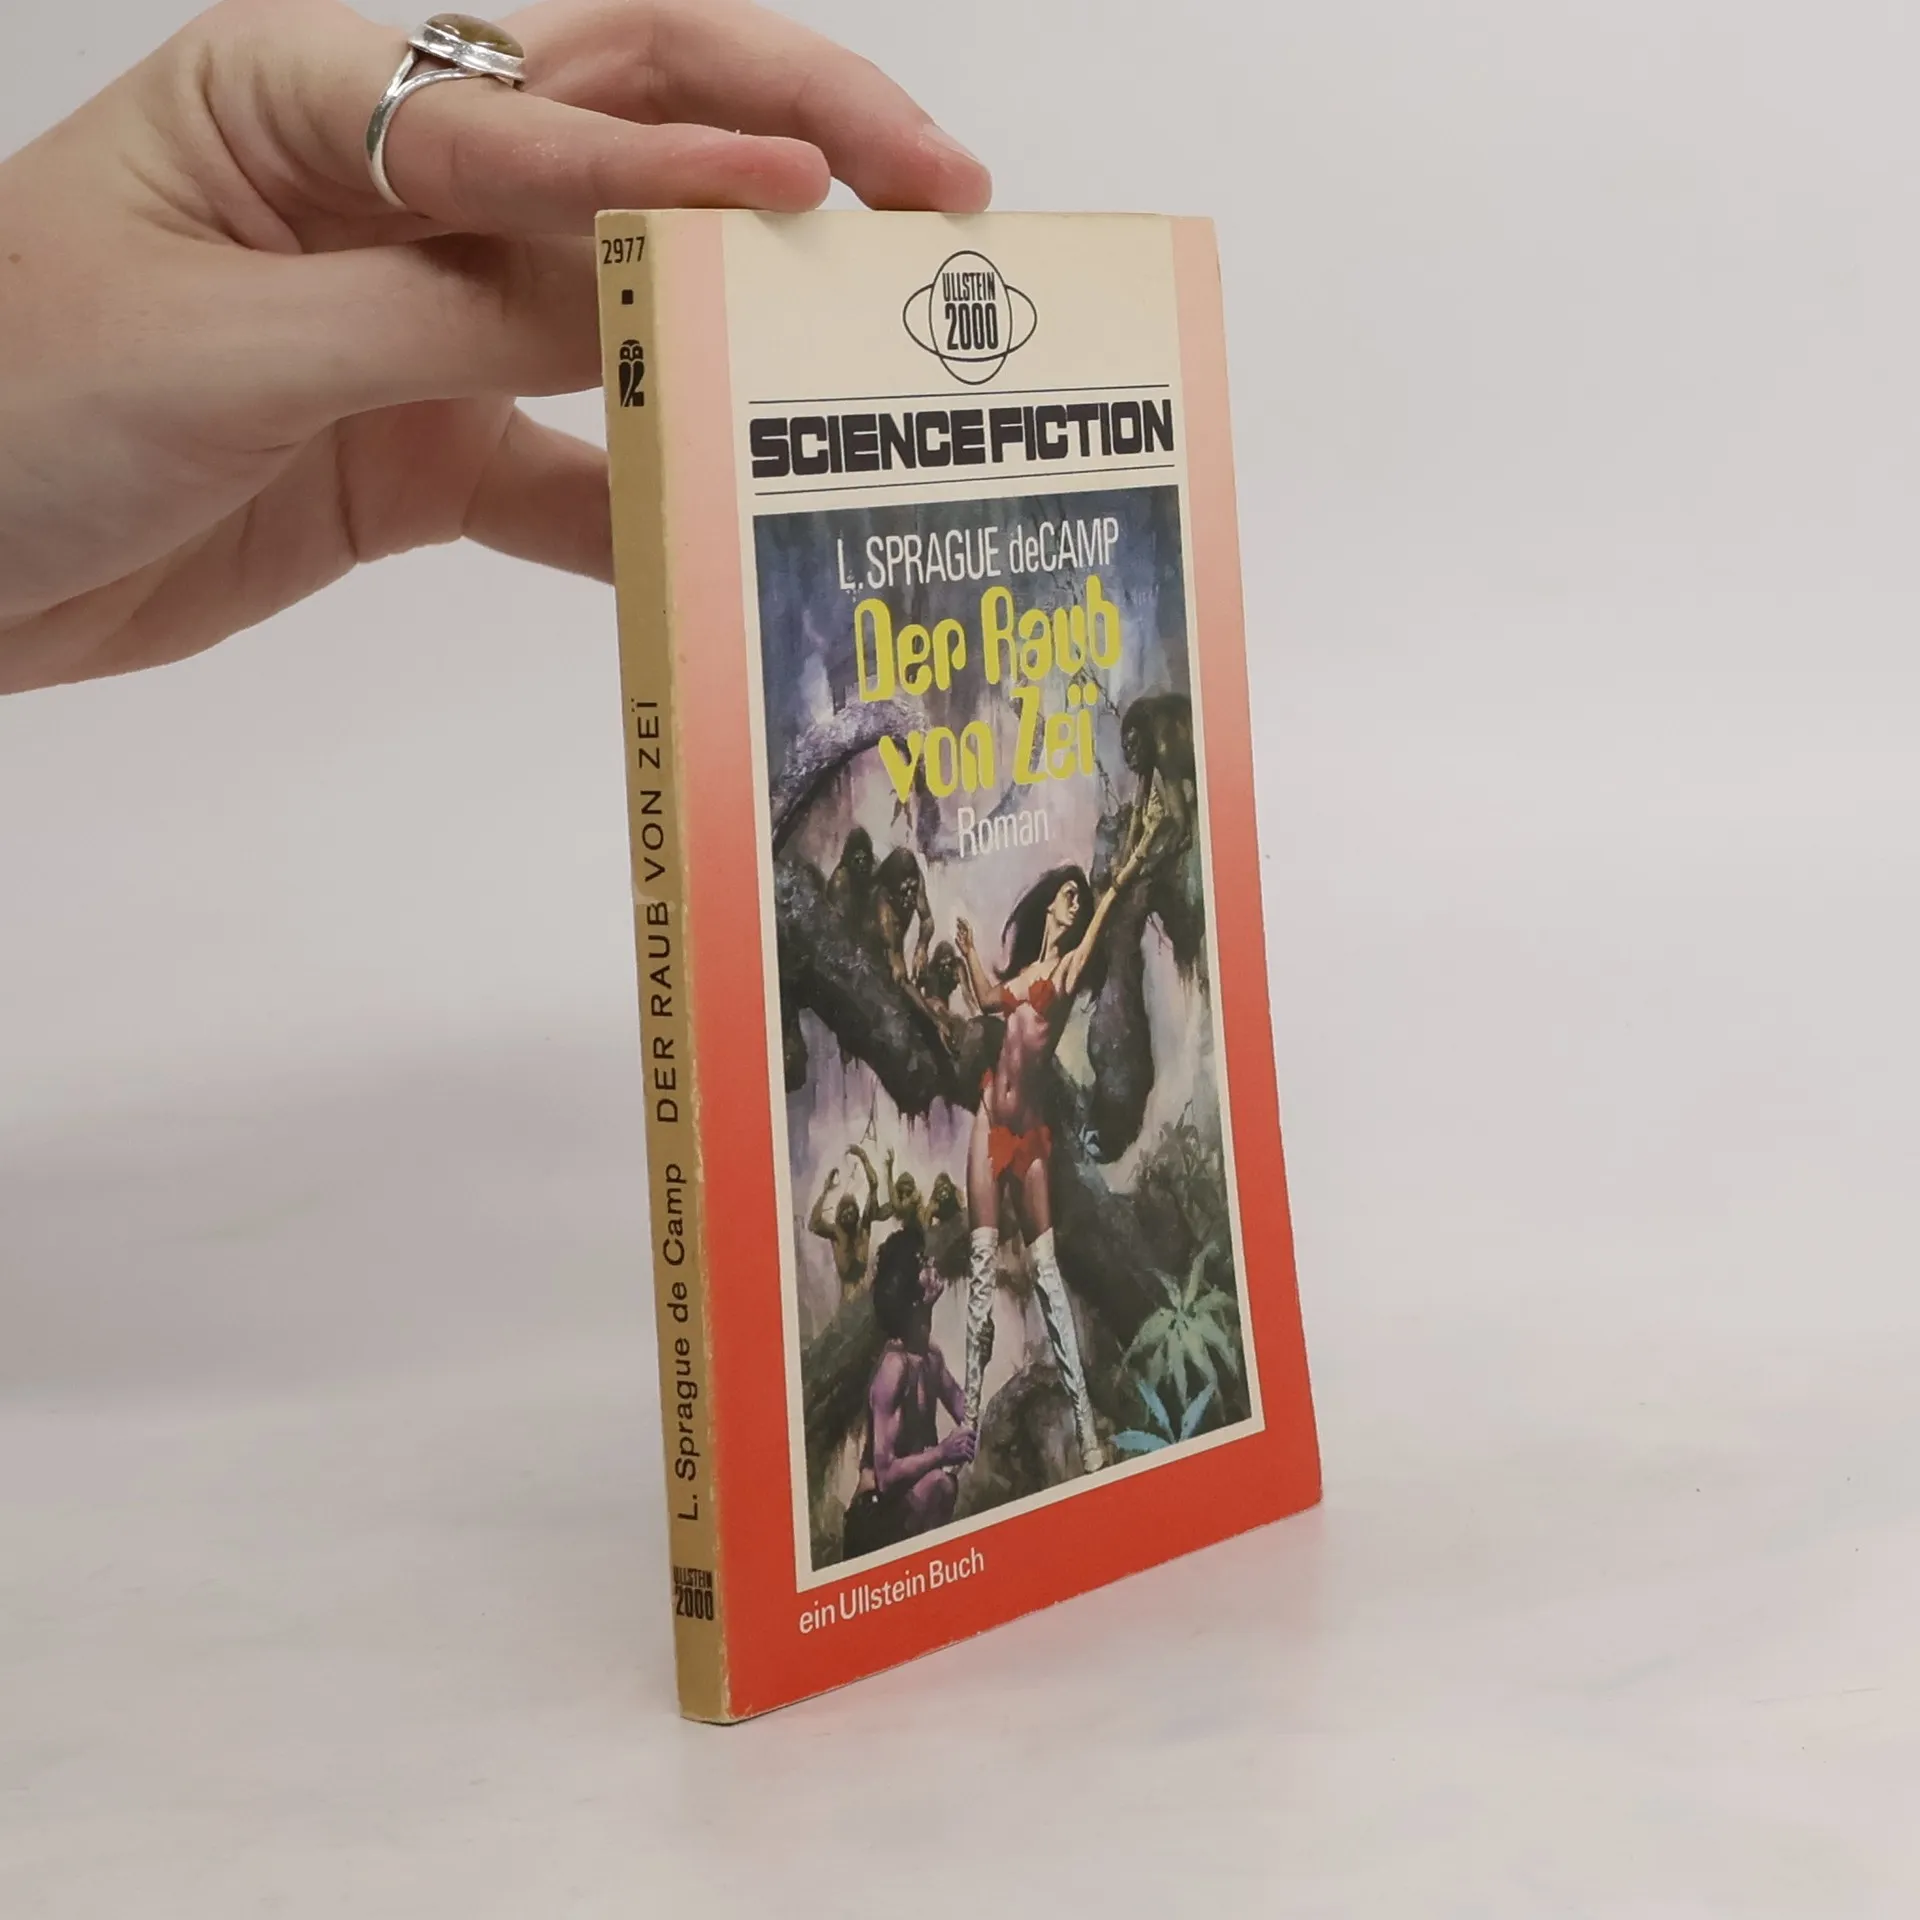 2977
DER RAUB VON ZEÏ
L. Sprague de Camp
ULLSTEIN
2000
ULLSTEIN
2000
SCIENCE FICTION
L. SPRAGUE deCAMP
Der Raub
von Zeï
Roman
ein Ullstein Buch